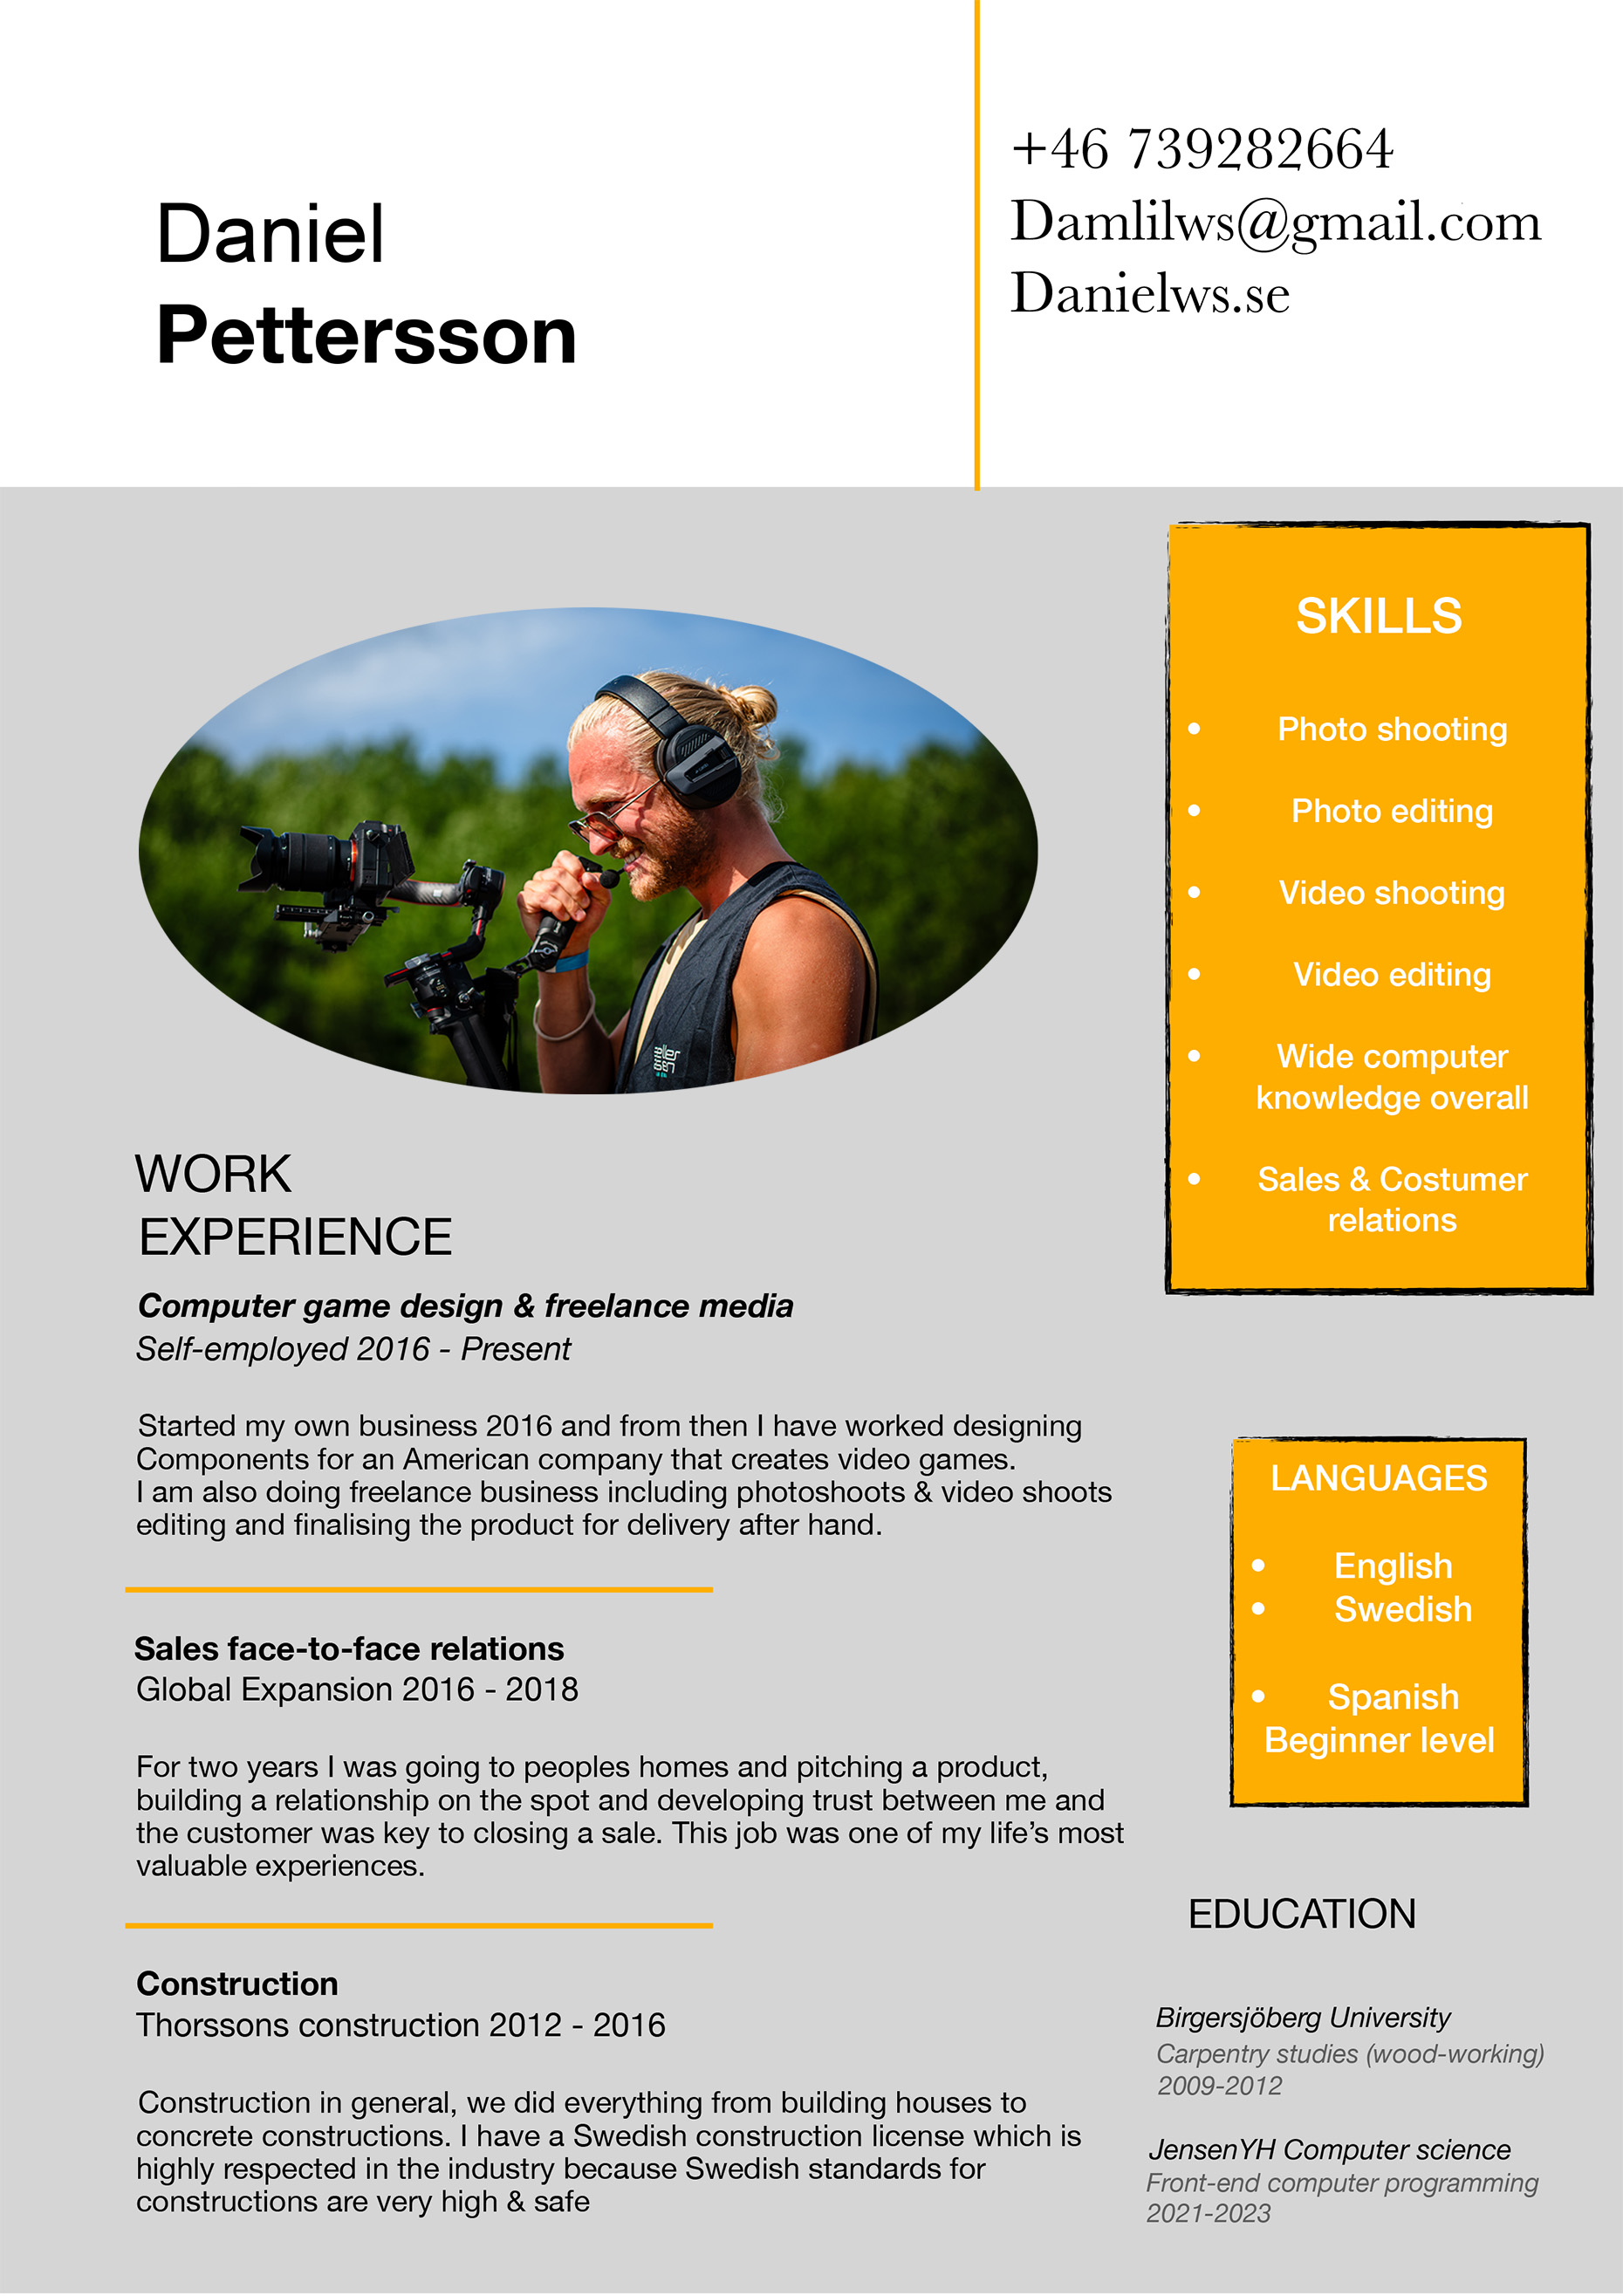 Daniel
Pettersson
+46 739282664
Damlilws@gmail.com
Danielws.se
SKILLS
• Photo shooting
• Photo editing
• Video shooting
• Video editing
• Wide computer
knowledge overall
• Sales & Costumer
relations
WORK
EXPERIENCE
Computer game design & freelance media
Self-employed 2016 - Present
Started my own business 2016 and from then I have worked designing
Components for an American company that creates video games.
I am also doing freelance business including photoshoots & video shoots
editing and finalising the product for delivery after hand.
Sales face-to-face relations
Global Expansion 2016 - 2018
For two years I was going to peoples homes and pitching a product,
building a relationship on the spot and developing trust between me and
the customer was key to closing a sale. This job was one of my life's most
valuable experiences.
Construction
Thorssons construction 2012 - 2016
Construction in general, we did everything from building houses to
concrete constructions. I have a Swedish construction license which is
highly respected in the industry because Swedish standards for
constructions are very high & safe
LANGUAGES
• English
• Swedish
• Spanish
Beginner level
EDUCATION
Birgersjöberg University
Carpentry studies (wood-working)
2009-2012
JensenYH Computer science
Front-end computer programming
2021-2023